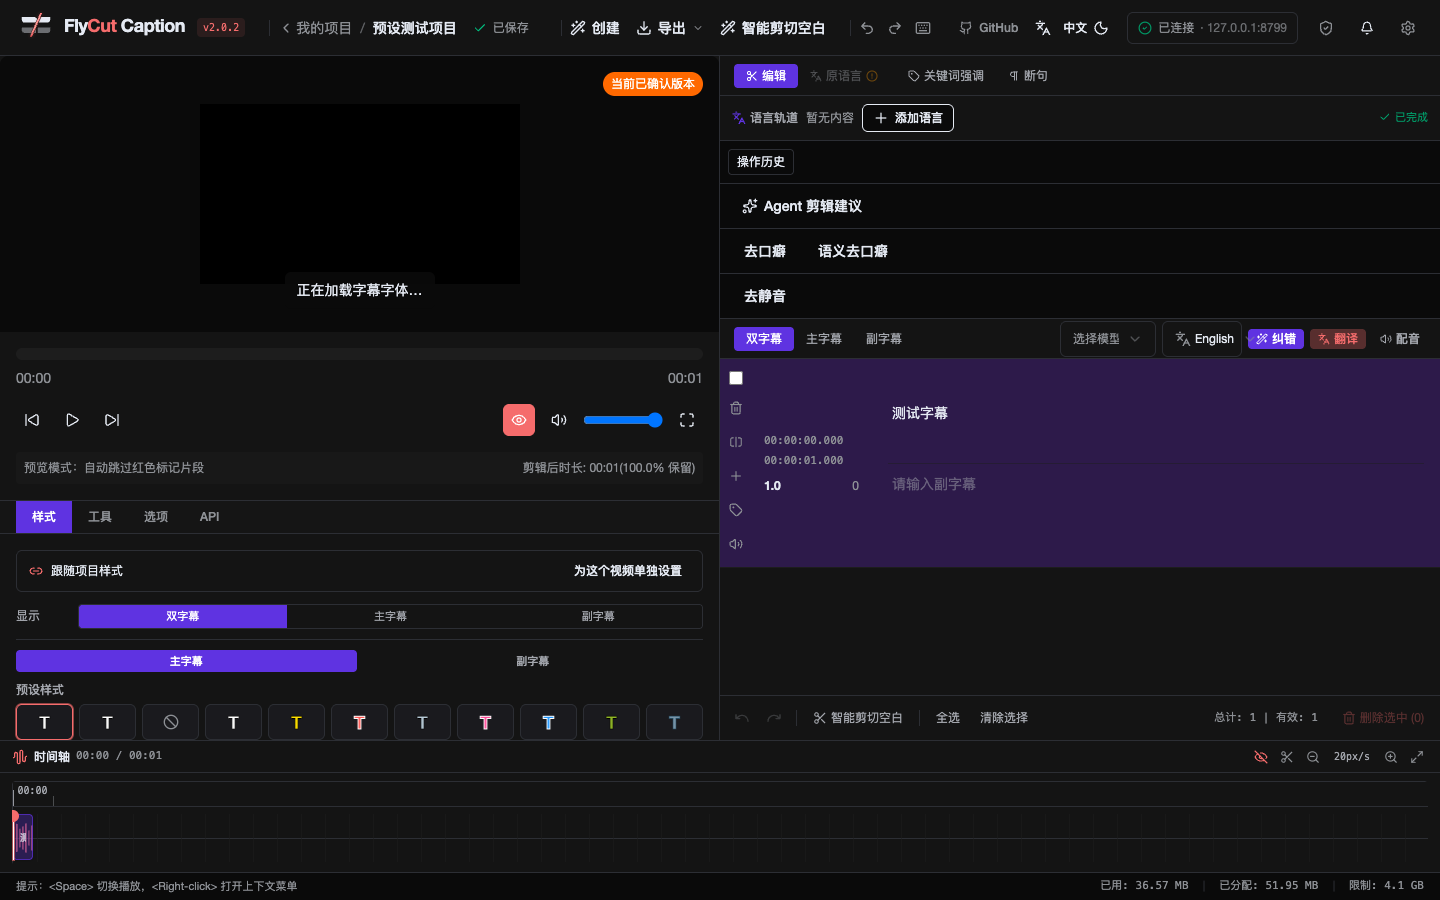 FlyCut Caption v2.0.2 我的项目 / 预设测试项目 已保存 创建 导出 智能剪切空白 GitHub 中文 已连接 · 127.0.0.1:8799
当前已确认版本
正在加载字幕字体...
00:00 00:01
预览模式: 自动跳过红色标记片段 剪辑后时长: 00:01(100.0% 保留)
样式 工具 选项 API
跟随项目样式 为这个视频单独设置
显示 双字幕 主字幕 副字幕
主字幕 副字幕
预设样式
T T T T T T T T T T
编辑 原语言 关键词强调 断句
语言轨道 暂无内容 添加语言 已完成
操作历史
Agent 剪辑建议
去口癖 语义去口癖
去静音
双字幕 主字幕 副字幕 选择模型 English 纠错 翻译 配音
测试字幕
00:00:00.000
00:00:01.000
1.0 0 请输入副字幕
智能剪切空白 全选 清除选择 总计: 1 | 有效: 1 删除选中 (0)
时间轴 00:00 / 00:01 20px/s
00:00
提示: <Space> 切换播放, <Right-click> 打开上下文菜单 已用: 36.57 MB 已分配: 51.95 MB 限制: 4.1 GB